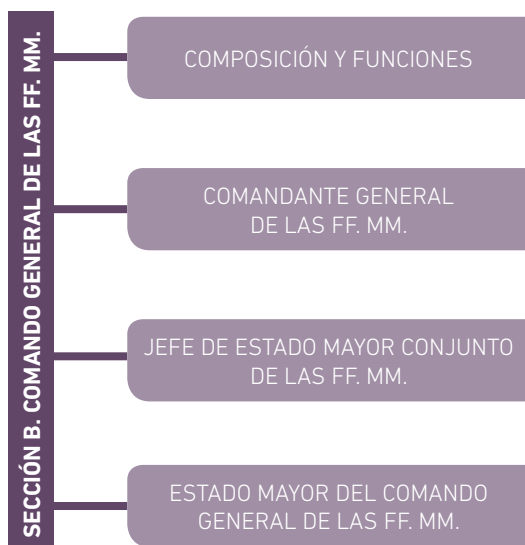 SECCIÓN B. COMANDO GENERAL DE LAS FF. MM.
COMPOSICIÓN Y FUNCIONES
COMANDANTE GENERAL
DE LAS FF. MM.
JEFE DE ESTADO MAYOR CONJUNTO
DE LAS FF. MM.
ESTADO MAYOR DEL COMANDO
GENERAL DE LAS FF. MM.